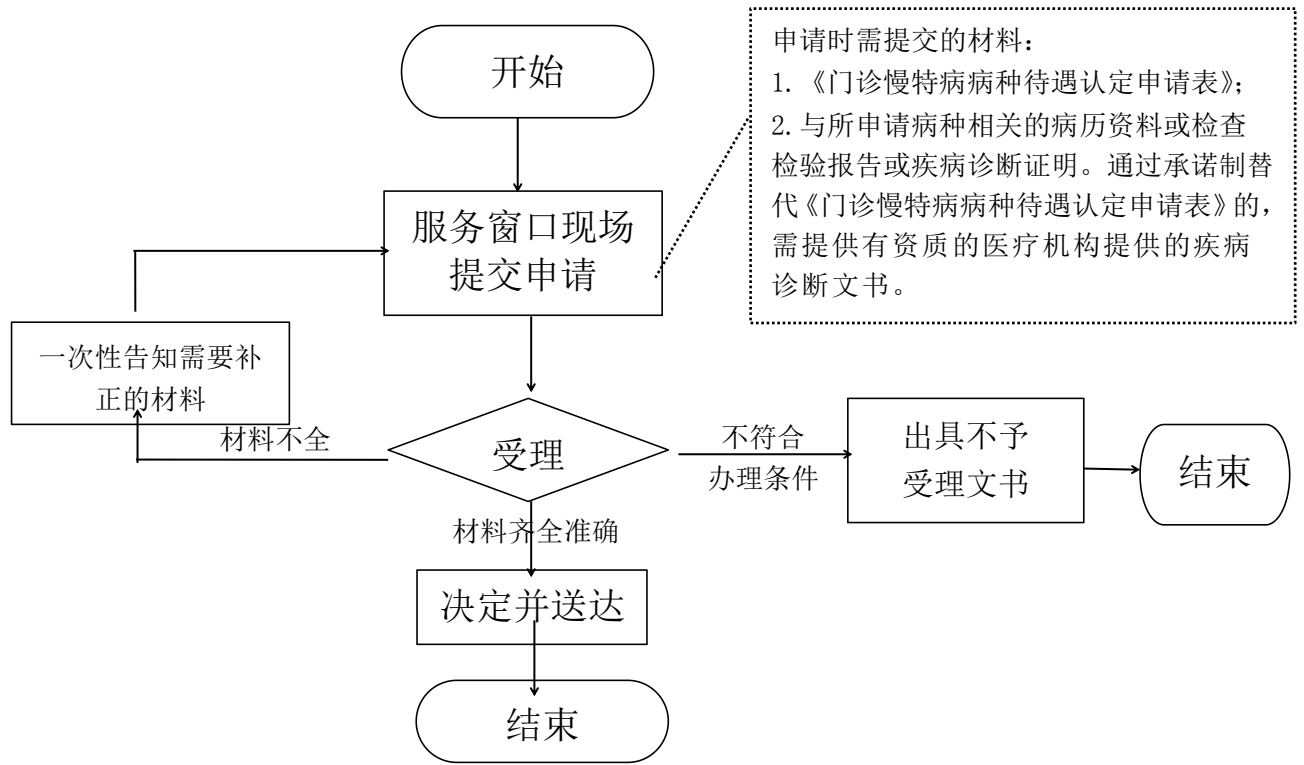 开始
申请时需提交的材料：
1.《门诊慢特病病种待遇认定申请表》；
2.与所申请病种相关的病历资料或检查
检验报告或疾病诊断证明。通过承诺制替
代《门诊慢特病病种待遇认定申请表》的，
需提供有资质的医疗机构提供的疾病
诊断文书。
服务窗口现场
提交申请
一次性告知需要补
正的材料
材料不全
受理
不符合
办理条件
出具不予
受理文书
结束
材料齐全准确
决定并送达
结束